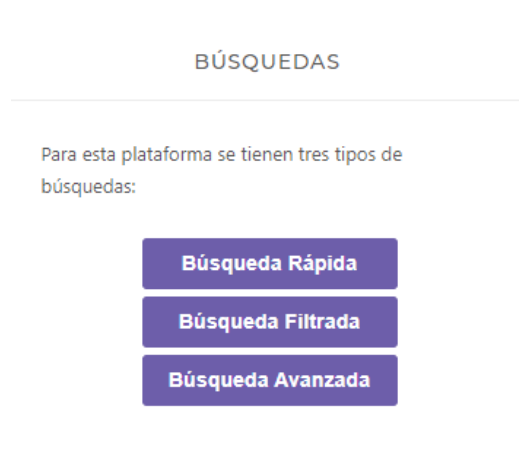 BÚSQUEDAS
Para esta plataforma se tienen tres tipos de
búsquedas:
Búsqueda Rápida
Búsqueda Filtrada
Búsqueda Avanzada